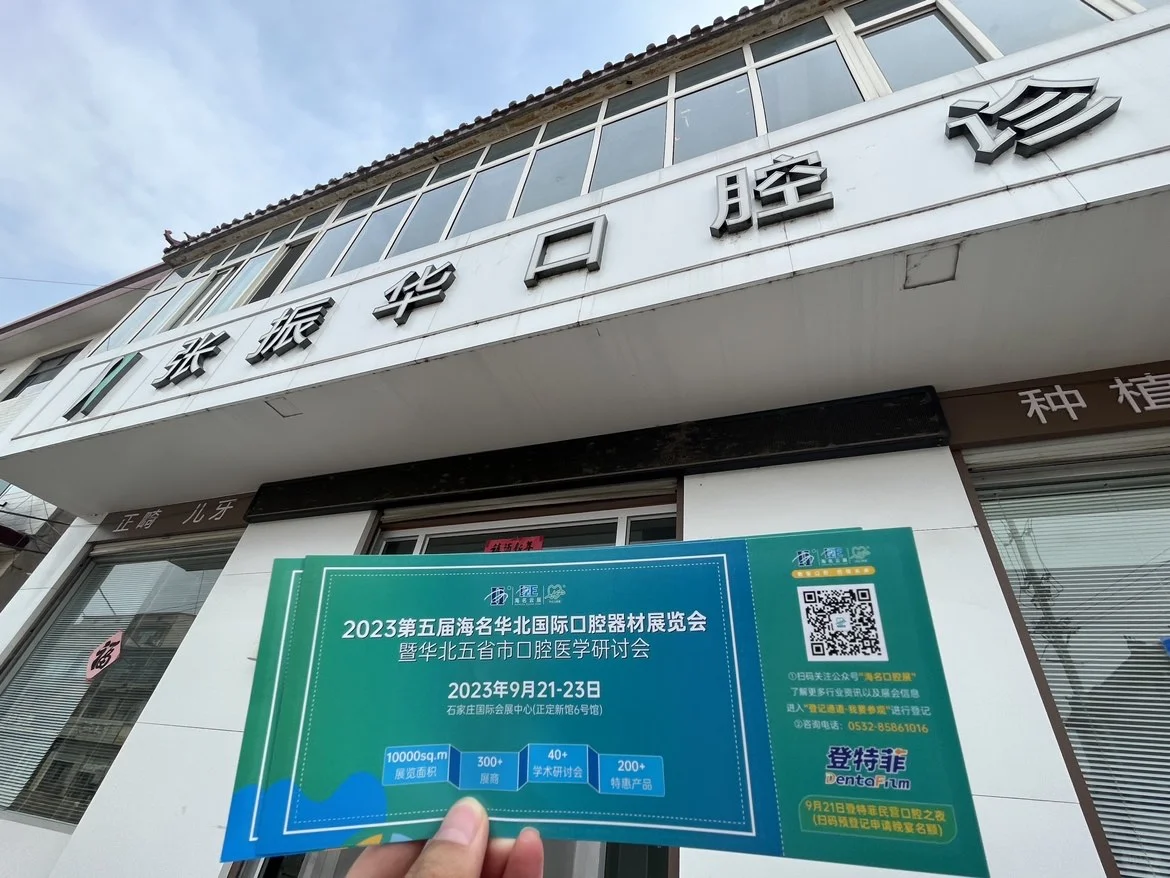 张振华口腔诊
正畸 儿牙
种植
福
2023第五届海名华北国际口腔器材展览会
暨华北五省市口腔医学研讨会
2023年9月21-23日
石家庄国际会展中心(正定新馆6号馆)
10000sq.m
展览面积
300+
展商
40+
学术研讨会
200+
特惠产品
①扫码关注公众号"海名口腔展"
了解更多行业资讯以及展会信息
进入"登记通道-我要参观"进行登记
②咨询电话：0532-85861016
登特菲
DentaFilm
9月21日登特菲民营口腔之夜
(扫码预登记申请晚宴名额)